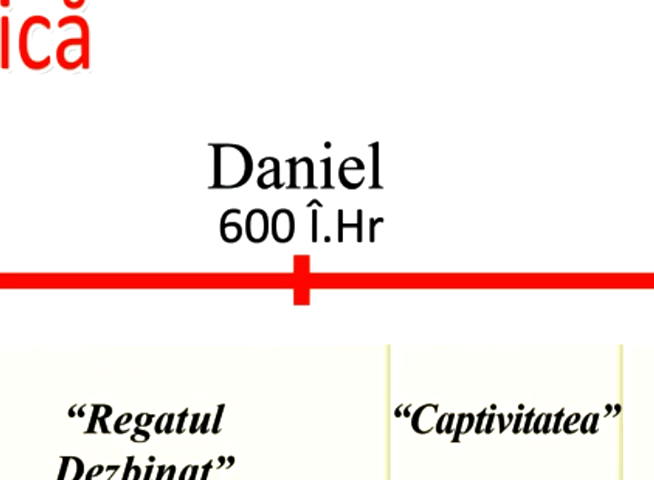 ică
Daniel
600 Î.Hr
“Regatul
Dezbinat”
“Captivitatea”